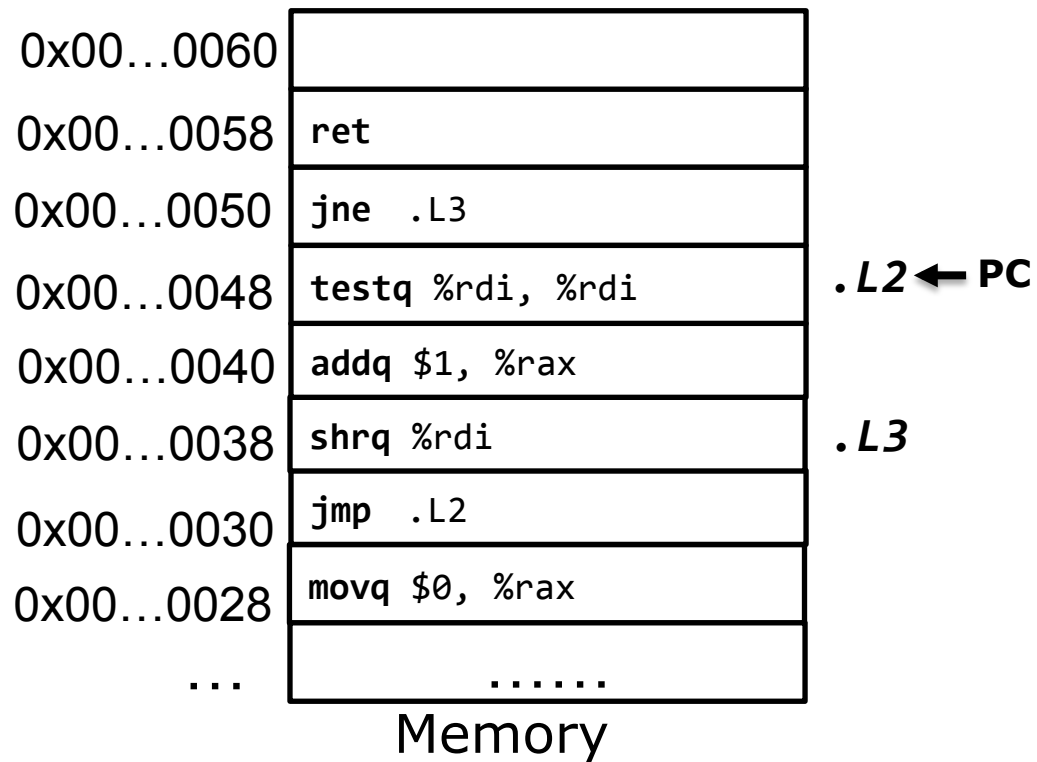 0x00...0060
0x00...0058 ret
0x00...0050 jne .L3
0x00...0048 testq %rdi, %rdi .L2 PC
0x00...0040 addq $1, %rax
0x00...0038 shrq %rdi .L3
0x00...0030 jmp .L2
0x00...0028 movq $0, %rax
... ......
Memory